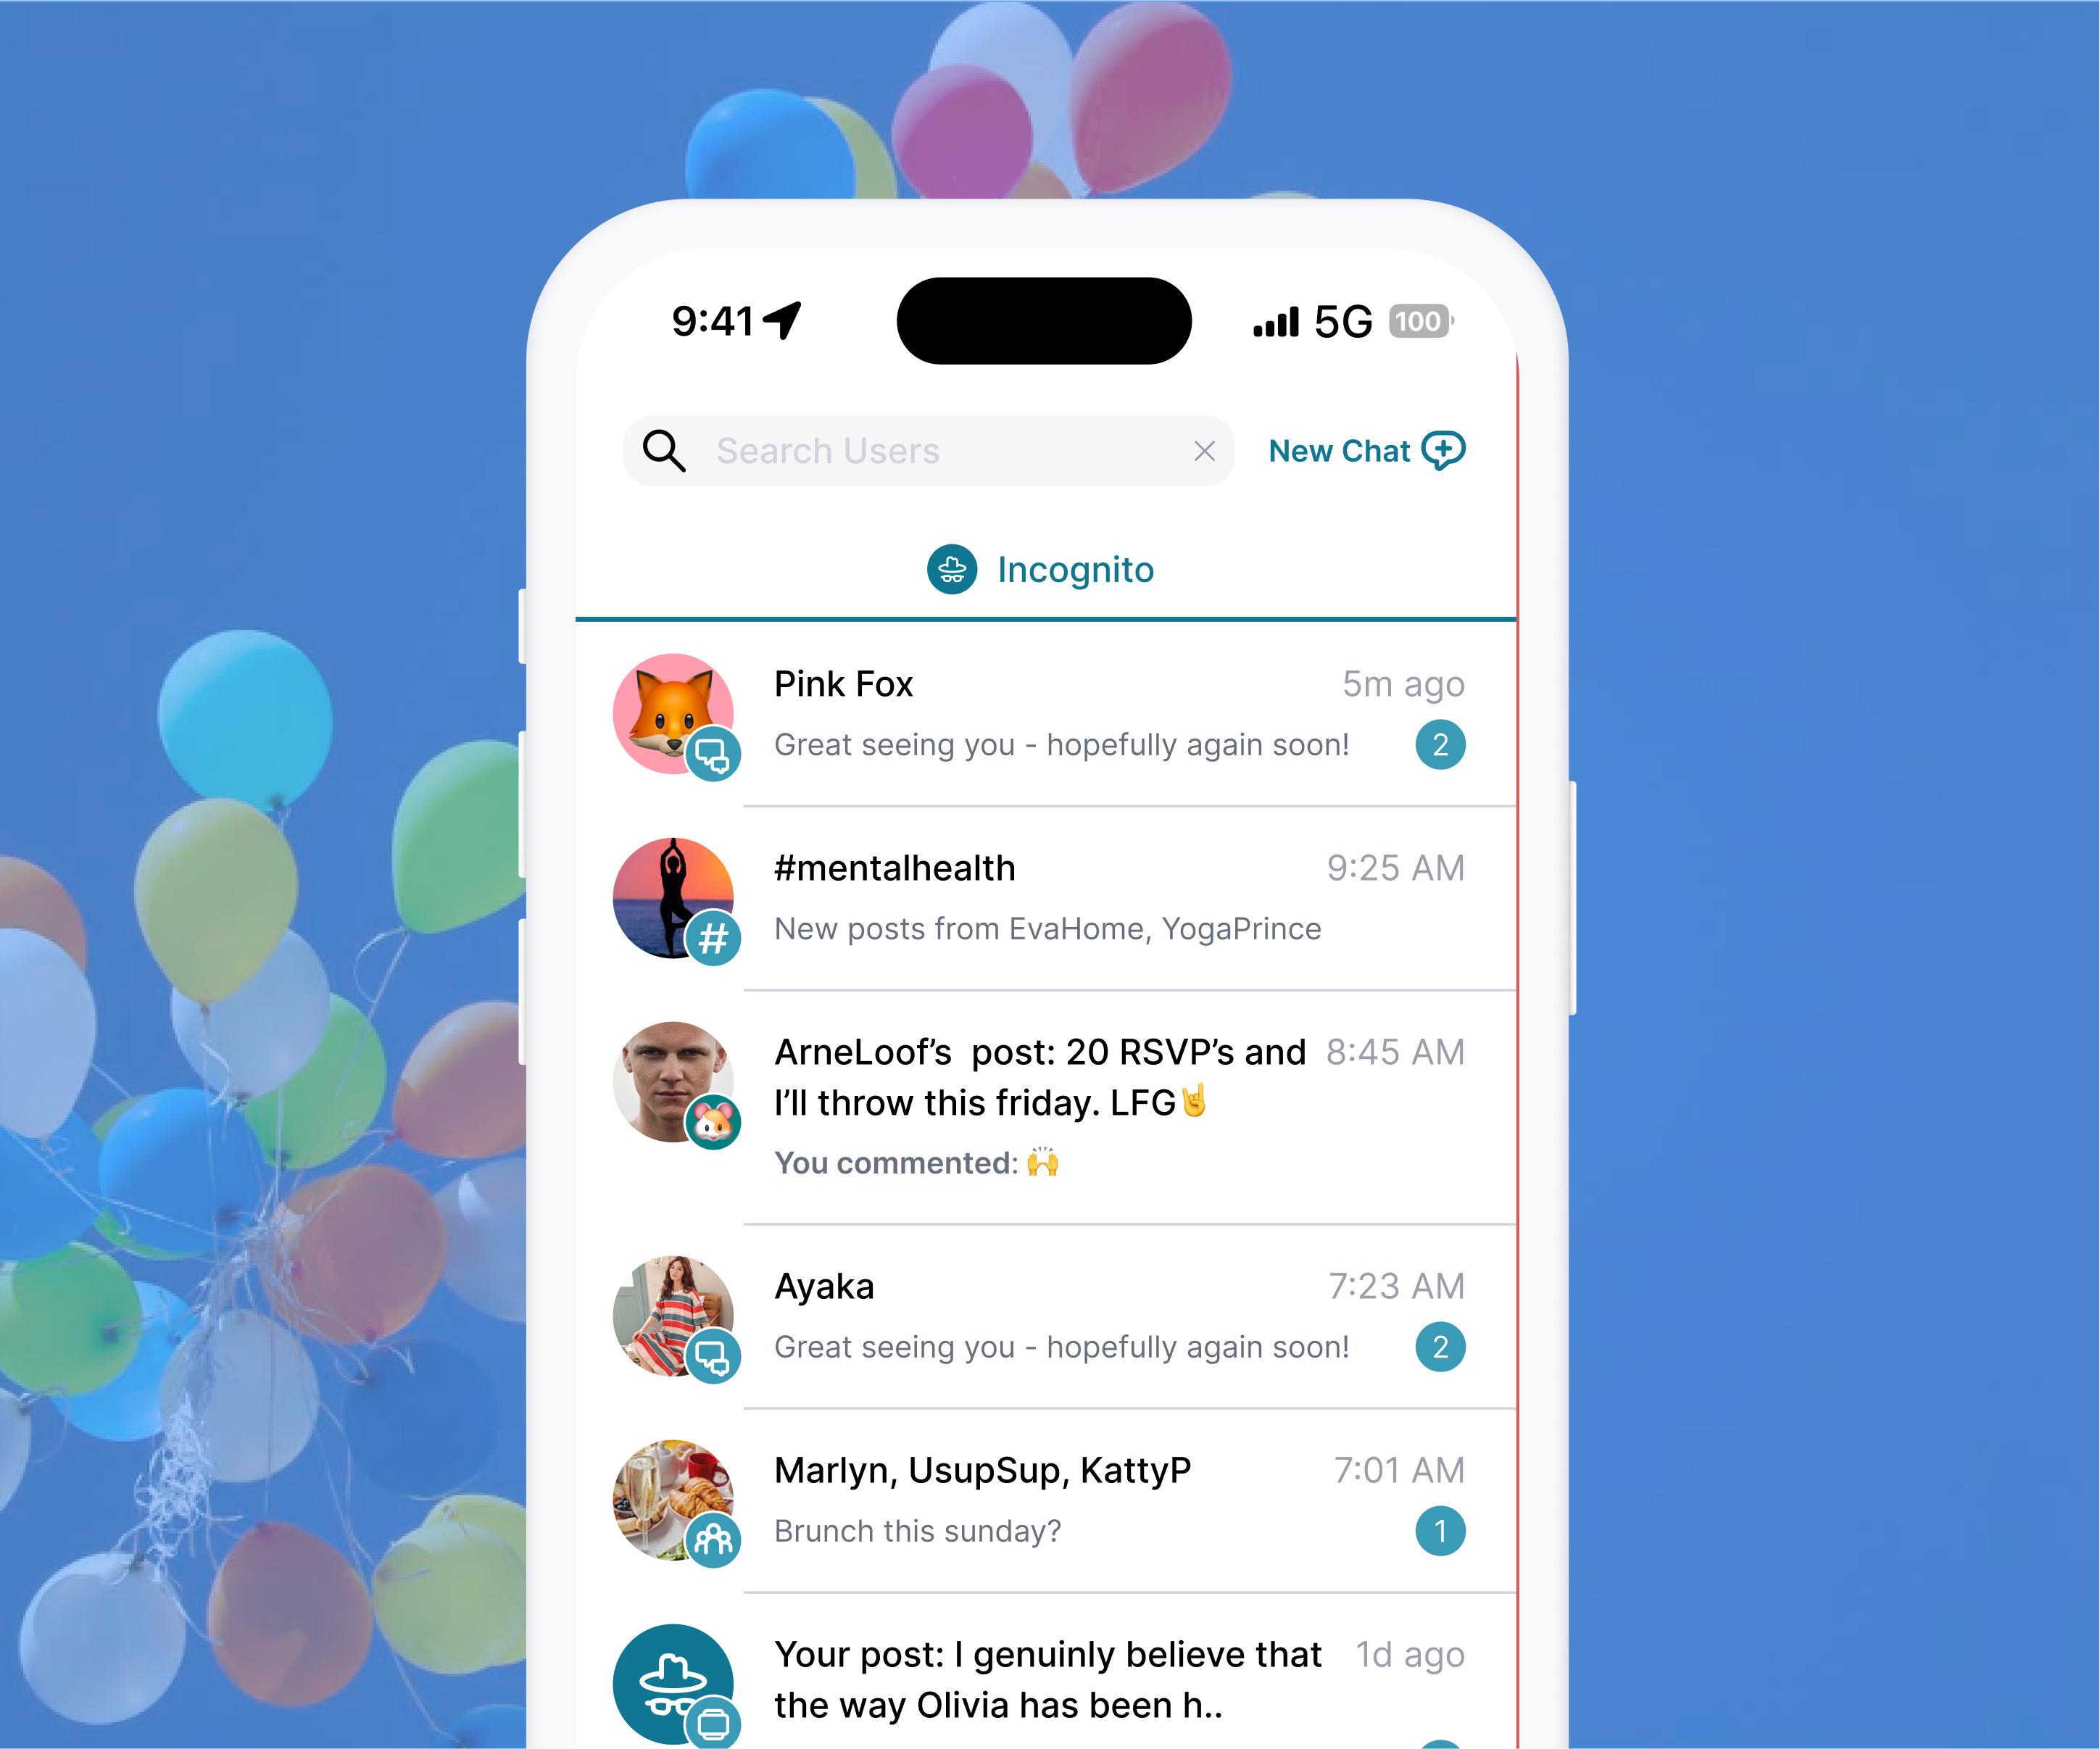 9:41
5G 100
Search Users
New Chat
Incognito
Pink Fox 5m ago
Great seeing you - hopefully again soon! 2
#mentalhealth 9:25 AM
# New posts from EvaHome, YogaPrince
ArneLoof’s post: 20 RSVP’s and 8:45 AM
I’ll throw this friday. LFG🤘
You commented: 🙌
Ayaka 7:23 AM
Great seeing you - hopefully again soon! 2
Marlyn, UsupSup, KattyP 7:01 AM
Brunch this sunday? 1
Your post: I genuinly believe that 1d ago
the way Olivia has been h..